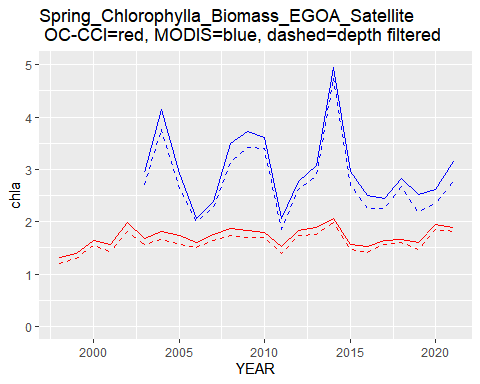 Spring_Chlorophylla_Biomass_EGOA_Satellite
OC-CCI=red, MODIS=blue, dashed=depth filtered
5
4
3
2
1
0
chla
2000
2005
2010
2015
2020
YEAR